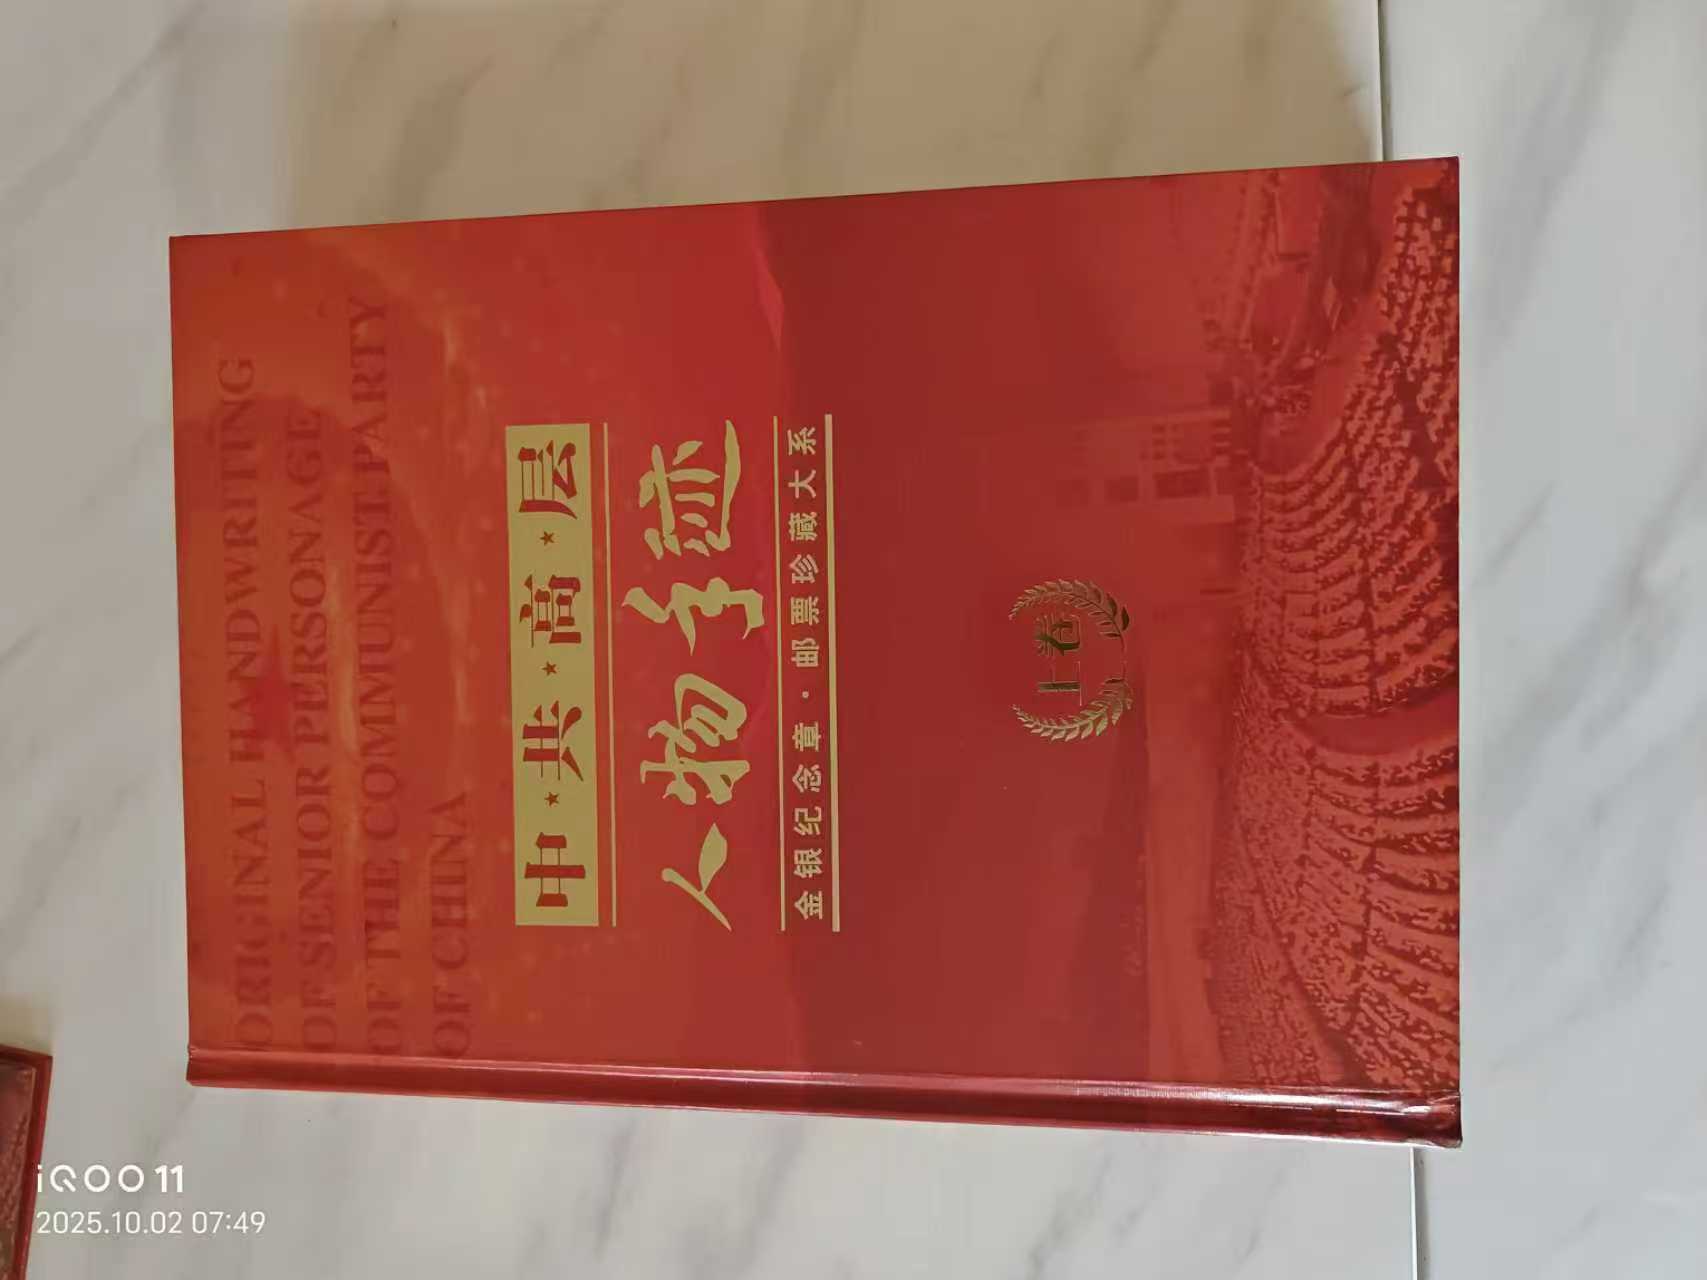 ORIGINAL HANDWRITING
OF SENIOR PERSONAGE
OF THE COMMUNIST PARTY
OF CHINA
中·共·高·层
人物手迹
金银纪念章·邮票珍藏大系
上卷
iQOO 11
2025.10.02 07:49